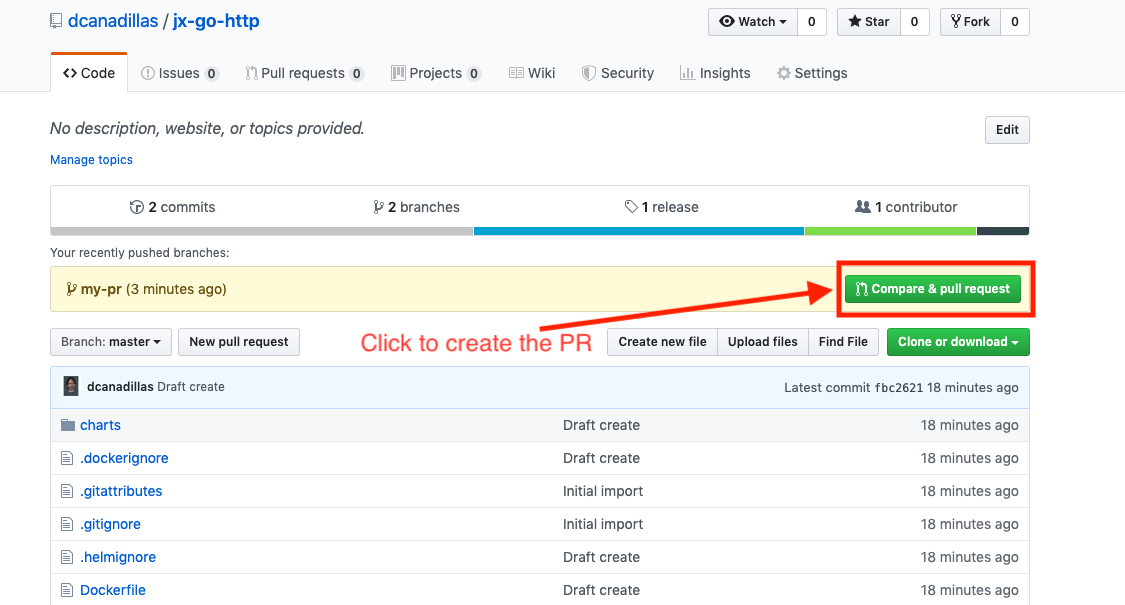 dcanadillas / jx-go-http Watch 0 Star 0 Fork 0
Code Issues 0 Pull requests 0 Projects 0 Wiki Security Insights Settings
No description, website, or topics provided. Edit
Manage topics
2 commits 2 branches 1 release 1 contributor
Your recently pushed branches:
my-pr (3 minutes ago) Compare & pull request
Click to create the PR
Branch: master New pull request Create new file Upload files Find File Clone or download
dcanadillas Draft create Latest commit fbc2621 18 minutes ago
charts Draft create 18 minutes ago
.dockerignore Draft create 18 minutes ago
.gitattributes Initial import 18 minutes ago
.gitignore Initial import 18 minutes ago
.helmignore Draft create 18 minutes ago
Dockerfile Draft create 18 minutes ago